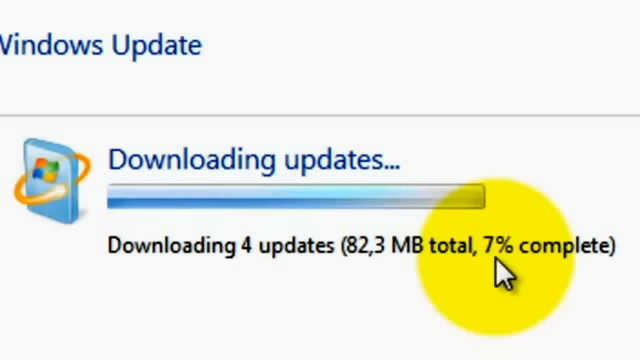 Windows Update
Downloading updates...
Downloading 4 updates (82,3 MB total, 7% complete)